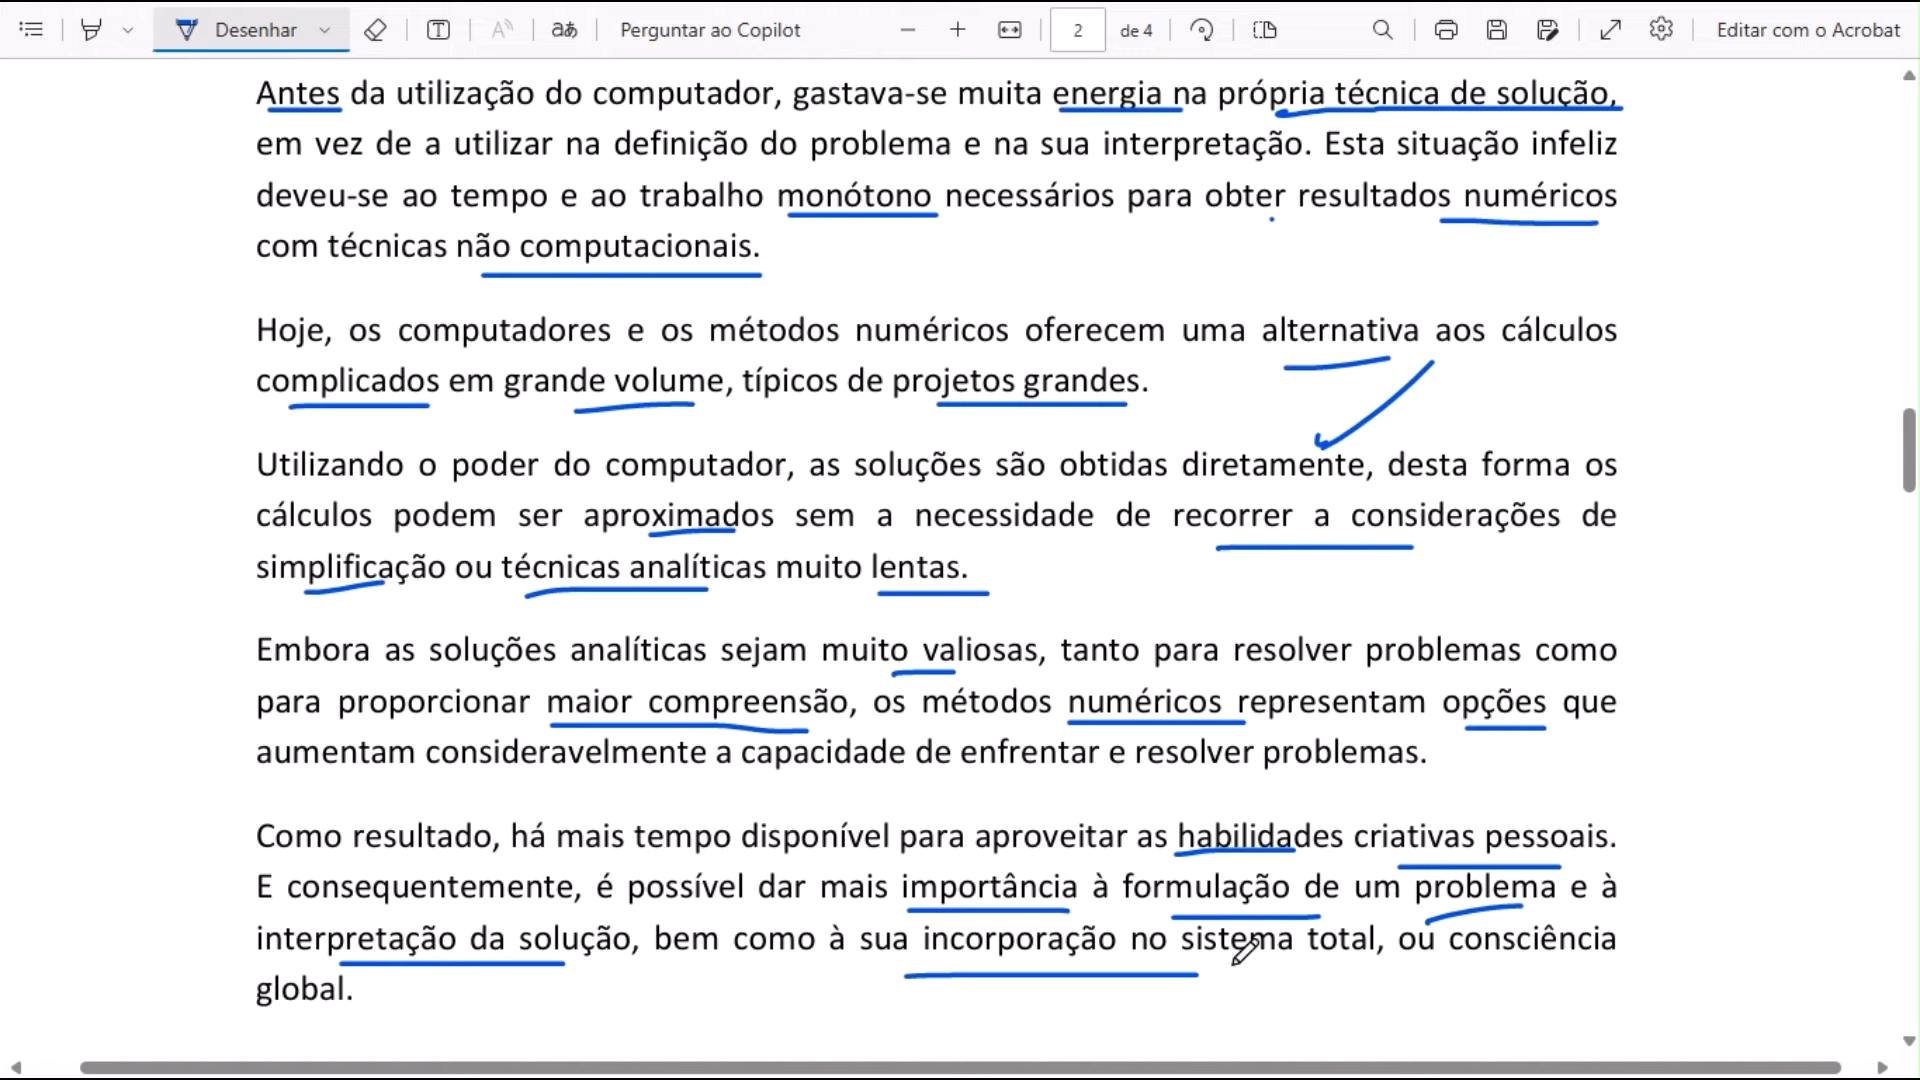 Desenhar
Perguntar ao Copilot
2 de 4
Editar com o Acrobat
Antes da utilização do computador, gastava-se muita energia na própria técnica de solução,
em vez de a utilizar na definição do problema e na sua interpretação. Esta situação infeliz
deveu-se ao tempo e ao trabalho monótono necessários para obter resultados numéricos
com técnicas não computacionais.
Hoje, os computadores e os métodos numéricos oferecem uma alternativa aos cálculos
complicados em grande volume, típicos de projetos grandes.
Utilizando o poder do computador, as soluções são obtidas diretamente, desta forma os
cálculos podem ser aproximados sem a necessidade de recorrer a considerações de
simplificação ou técnicas analíticas muito lentas.
Embora as soluções analíticas sejam muito valiosas, tanto para resolver problemas como
para proporcionar maior compreensão, os métodos numéricos representam opções que
aumentam consideravelmente a capacidade de enfrentar e resolver problemas.
Como resultado, há mais tempo disponível para aproveitar as habilidades criativas pessoais.
E consequentemente, é possível dar mais importância à formulação de um problema e à
interpretação da solução, bem como à sua incorporação no sistema total, ou consciência
global.